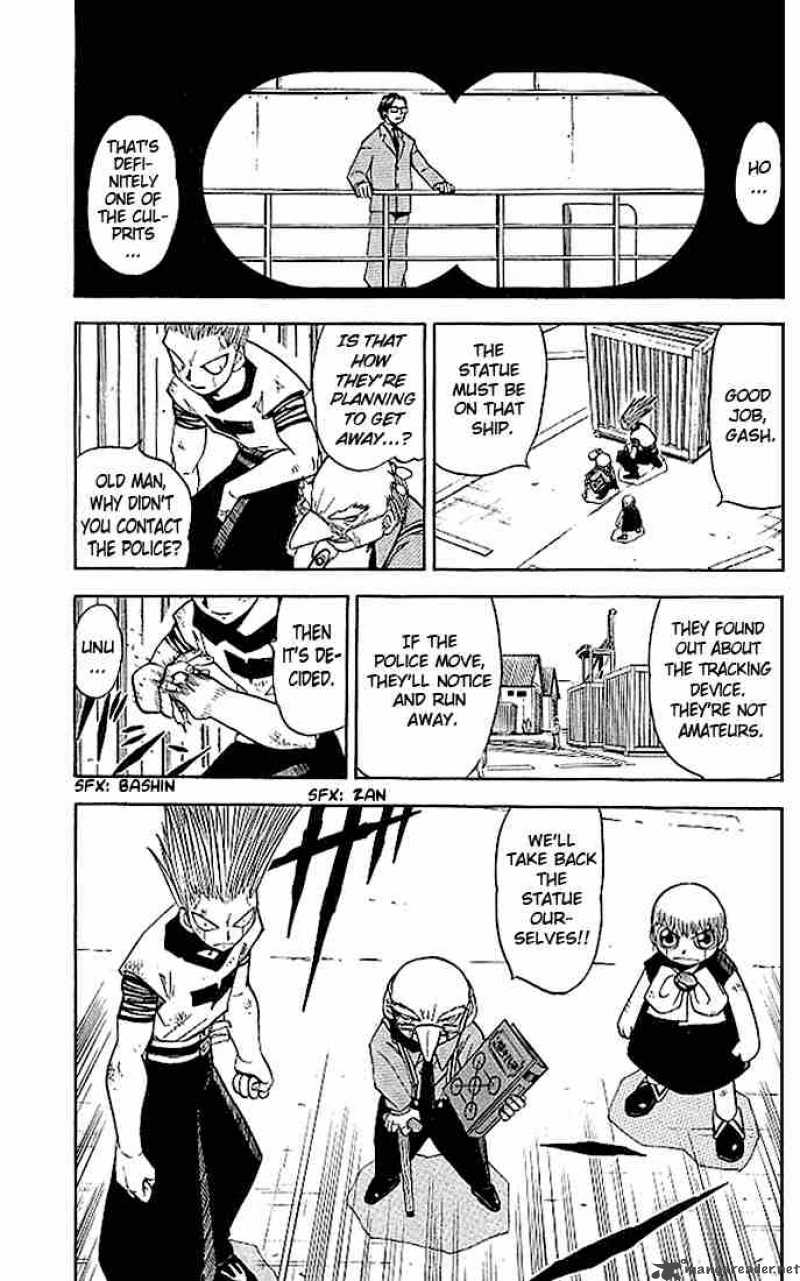 HO
...
THAT'S
DEFI-
NITELY
ONE OF
THE CUL-
PRITS
...
GOOD
JOB,
GASH.
THE
STATUE
MUST BE
ON THAT
SHIP.
IS THAT
HOW
THEY'RE
PLANNING
TO GET
AWAY...?
OLD MAN,
WHY DIDN'T
YOU CONTACT
THE POLICE?
THEY FOUND
OUT ABOUT
THE TRACKING
DEVICE.
THEY'RE NOT
AMATEURS.
IF THE
POLICE MOVE,
THEY'LL NOTICE
AND RUN
AWAY.
THEN
IT'S DE-
CIDED.
UNU
...
SFX: BASHIN
SFX: ZAN
WE'LL
TAKE BACK
THE
STATUE
OUR-
SELVES!!
mangareader.net